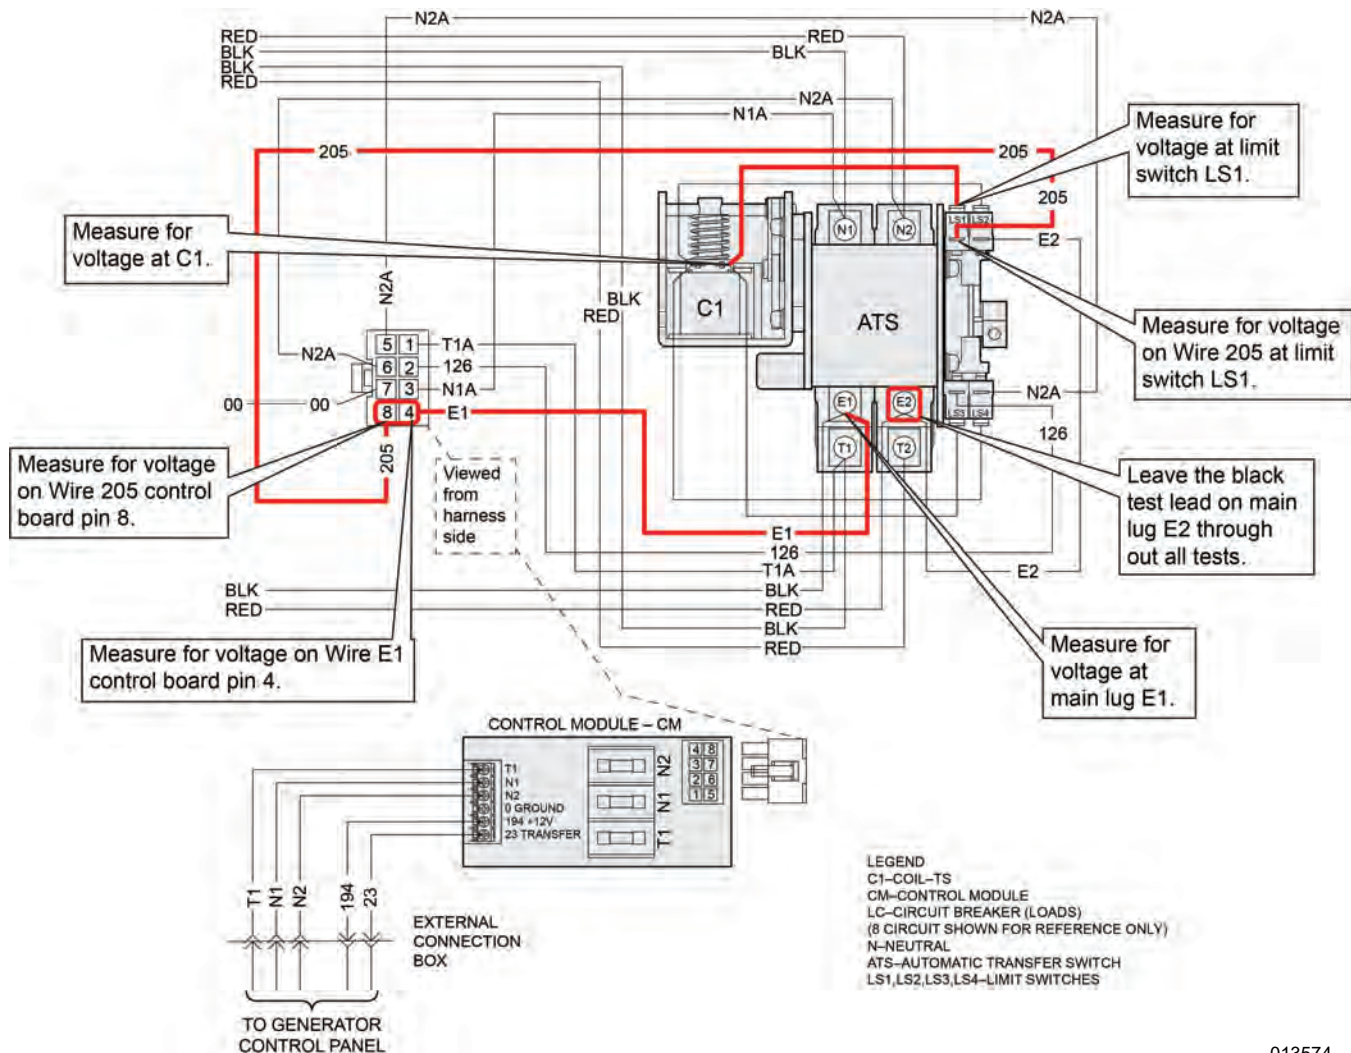 N2A
N2A
RED
RED
BLK
BLK
BLK
RED
N2A
N1A
Measure for
voltage at limit
switch LS1.
205
205
205
Measure for
voltage at C1.
LS1
LS2
N1
N2
E2
N2A
BLK
RED
C1
ATS
Measure for voltage
on Wire 205 at limit
switch LS1.
5 1
T1A
N2A
6 2
126
7 3
N1A
N2A
00
00
8 4
E1
E1
E2
LS3
LS4
126
T1
T2
205
Measure for voltage
on Wire 205 control
board pin 8.
Viewed
from
harness
side
Leave the black
test lead on main
lug E2 through
out all tests.
E1
126
T1A
E2
BLK
BLK
RED
RED
BLK
RED
Measure for voltage on Wire E1
control board pin 4.
Measure for
voltage at
main lug E1.
CONTROL MODULE – CM
T1
N1
N2
0 GROUND
194 +12V
23 TRANSFER
N2
N1
T1
4 8
3 7
2 6
1 5
T1
N1
N2
194
23
EXTERNAL
CONNECTION
BOX
TO GENERATOR
CONTROL PANEL
LEGEND
C1–COIL–TS
CM–CONTROL MODULE
LC–CIRCUIT BREAKER (LOADS)
(8 CIRCUIT SHOWN FOR REFERENCE ONLY)
N–NEUTRAL
ATS–AUTOMATIC TRANSFER SWITCH
LS1,LS2,LS3,LS4–LIMIT SWITCHES
013574